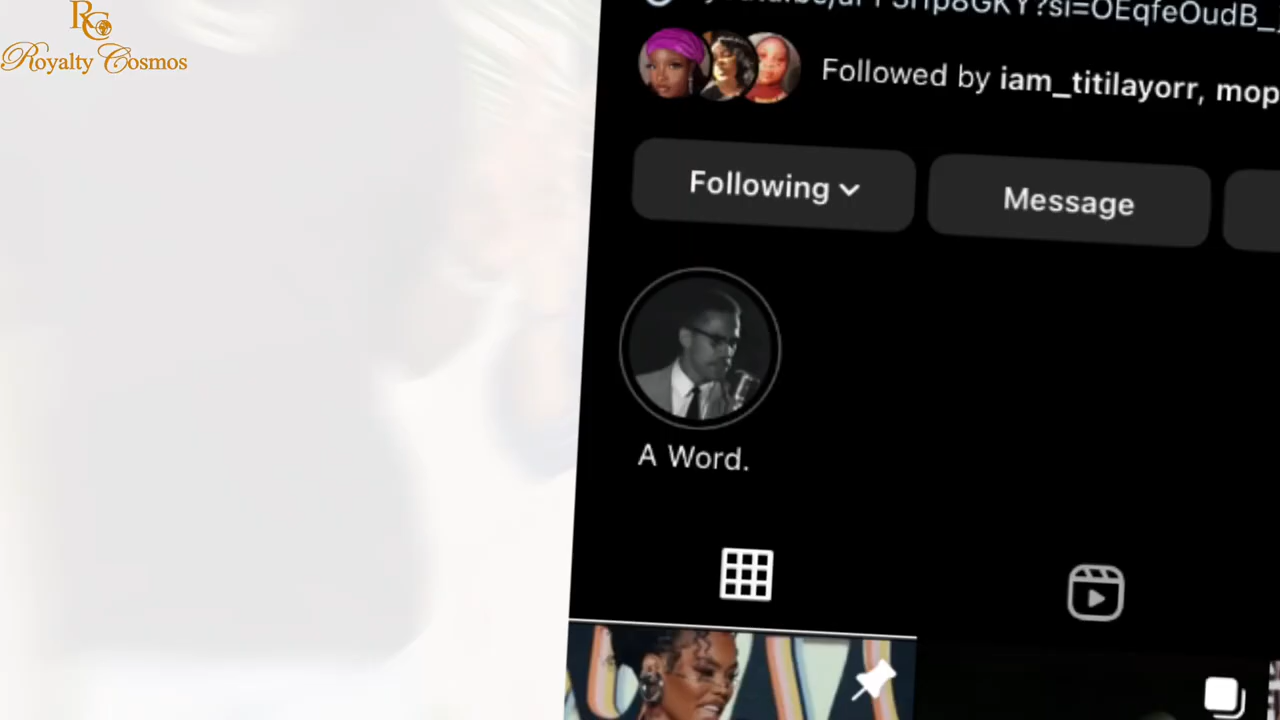 RC
Royalty Cosmos
Followed by iam_titilayorr, mop
Following
Message
A Word.